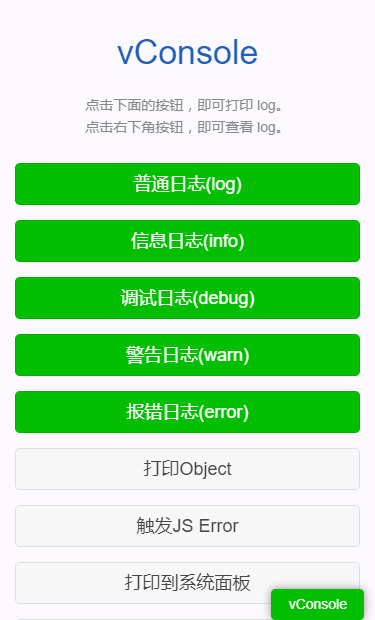 vConsole
点击下面的按钮，即可打印 log。
点击右下角按钮，即可查看 log。
普通日志(log)
信息日志(info)
调试日志(debug)
警告日志(warn)
报错日志(error)
打印Object
触发JS Error
打印到系统面板
vConsole